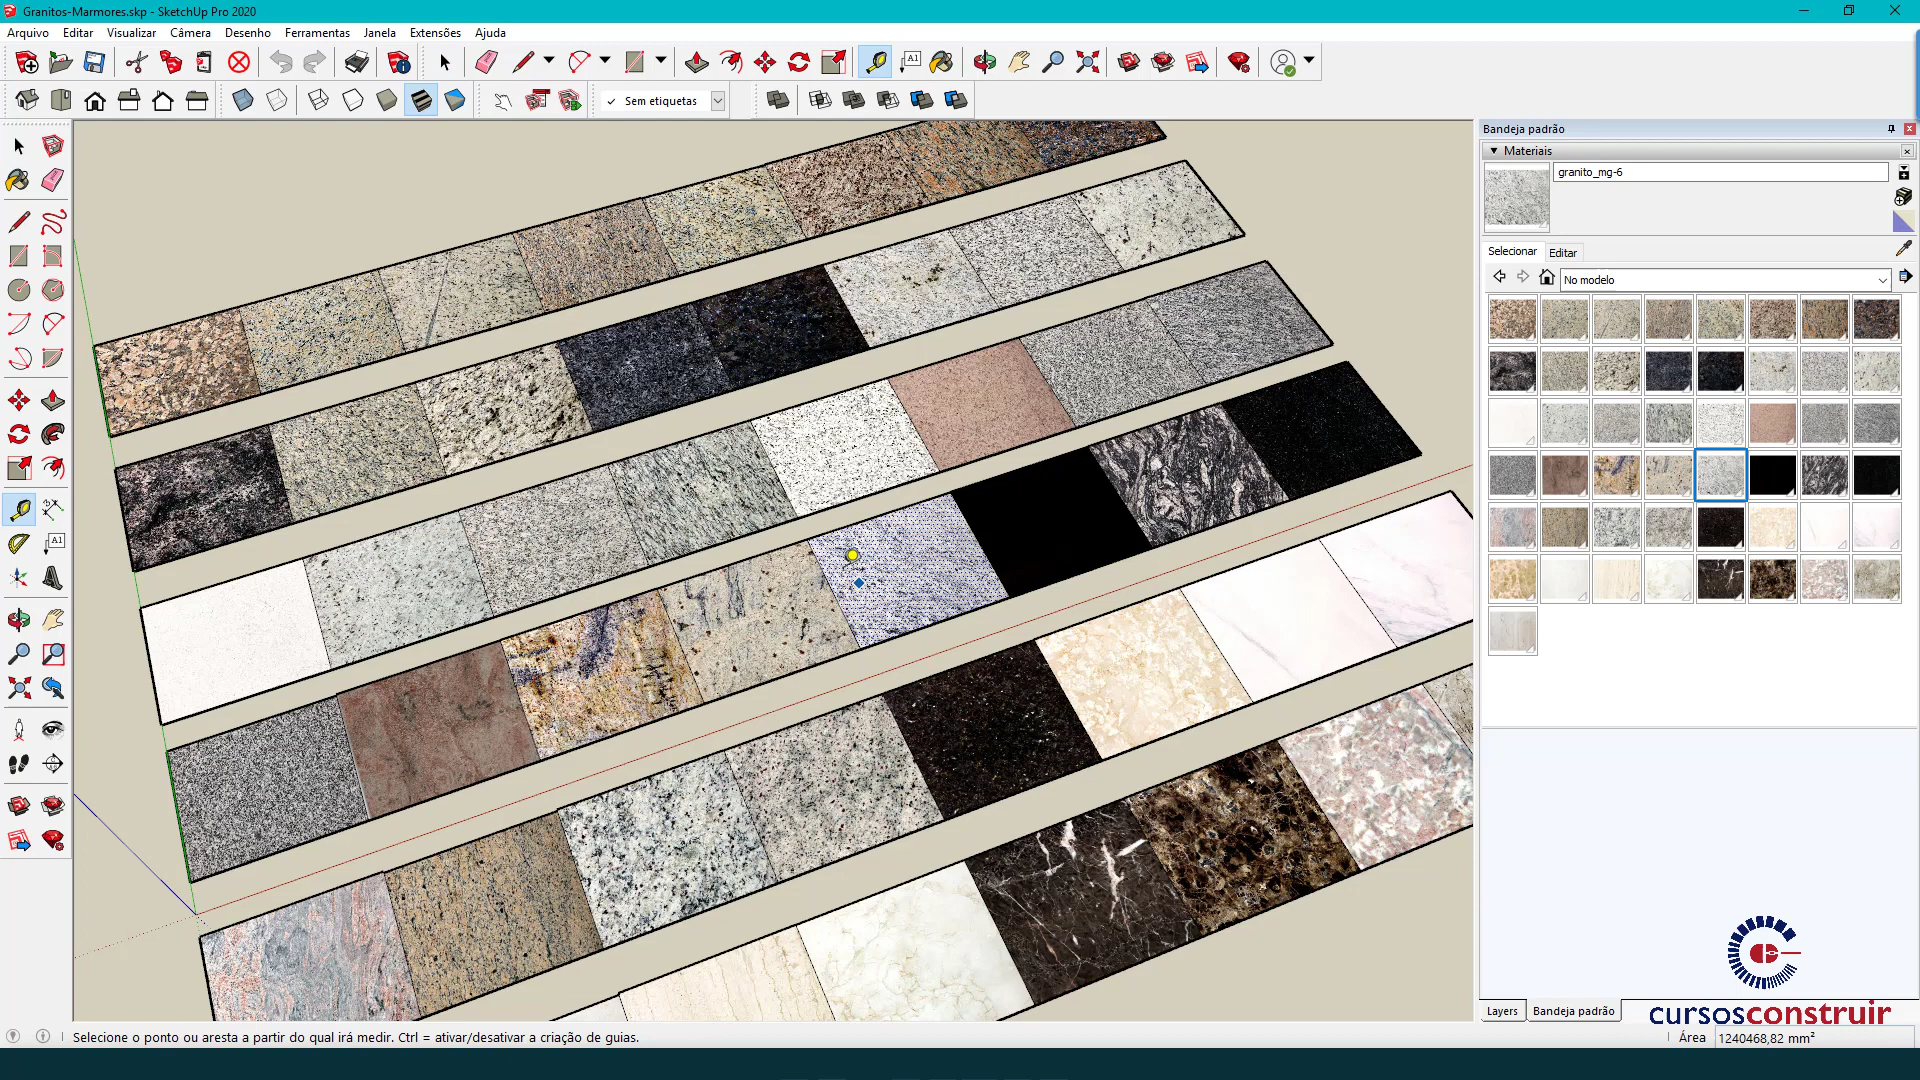 Granitos-Marmores.skp - SketchUp Pro 2020
Arquivo Editar Visualizar Câmera Desenho Ferramentas Janela Extensões Ajuda
A1
Sem etiquetas
Bandeja padrão
Materiais
granito_mg-6
Selecionar Editar
No modelo
A1
Layers Bandeja padrão
cursosconstruir
Selecione o ponto ou aresta a partir do qual irá medir. Ctrl = ativar/desativar a criação de guias.
Área 1240468,82 mm²